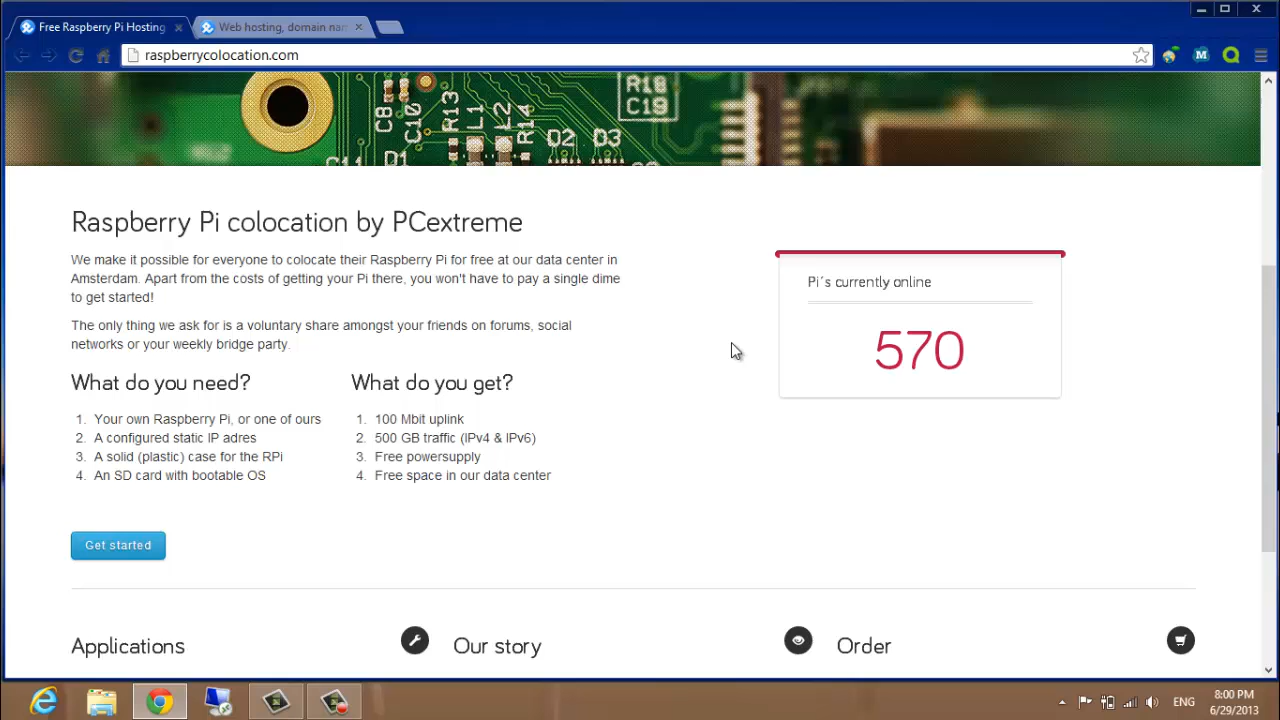 Free Raspberry Pi Hosting
Web hosting, domain nam
raspberrycolocation.com
R18
C19
C8
C10
R13
L1
L2
R14
D2
D3
C11
D1
Raspberry Pi colocation by PCextreme
We make it possible for everyone to colocate their Raspberry Pi for free at our data center in
Amsterdam. Apart from the costs of getting your Pi there, you won't have to pay a single dime
to get started!
The only thing we ask for is a voluntary share amongst your friends on forums, social
networks or your weekly bridge party.
Pi´s currently online
570
What do you need?
1. Your own Raspberry Pi, or one of ours
2. A configured static IP adres
3. A solid (plastic) case for the RPi
4. An SD card with bootable OS
What do you get?
1. 100 Mbit uplink
2. 500 GB traffic (IPv4 & IPv6)
3. Free powersupply
4. Free space in our data center
Get started
Applications
Our story
Order
ENG
8:00 PM
6/29/2013